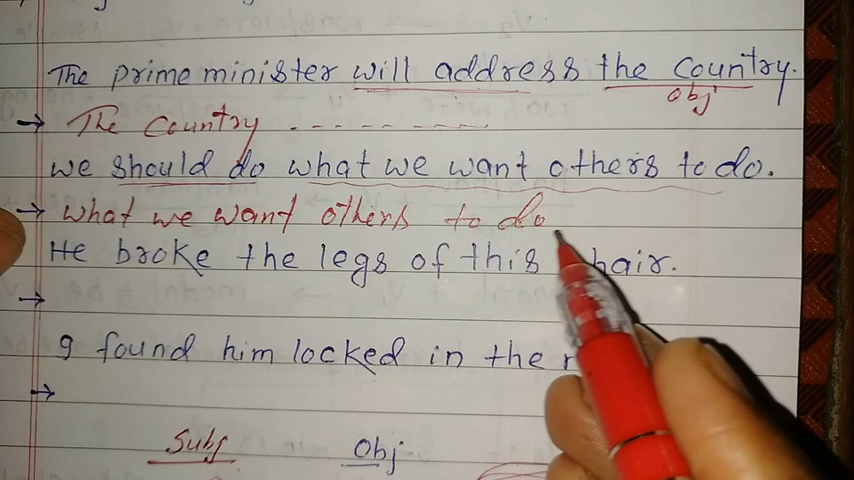 The prime minister will address the country.
obj
→ The country - - - - - - - -
we should do what we want others to do.
→ what we want others to do
He broke the legs of this hair.
→
I found him locked in the
→
Subj Obj